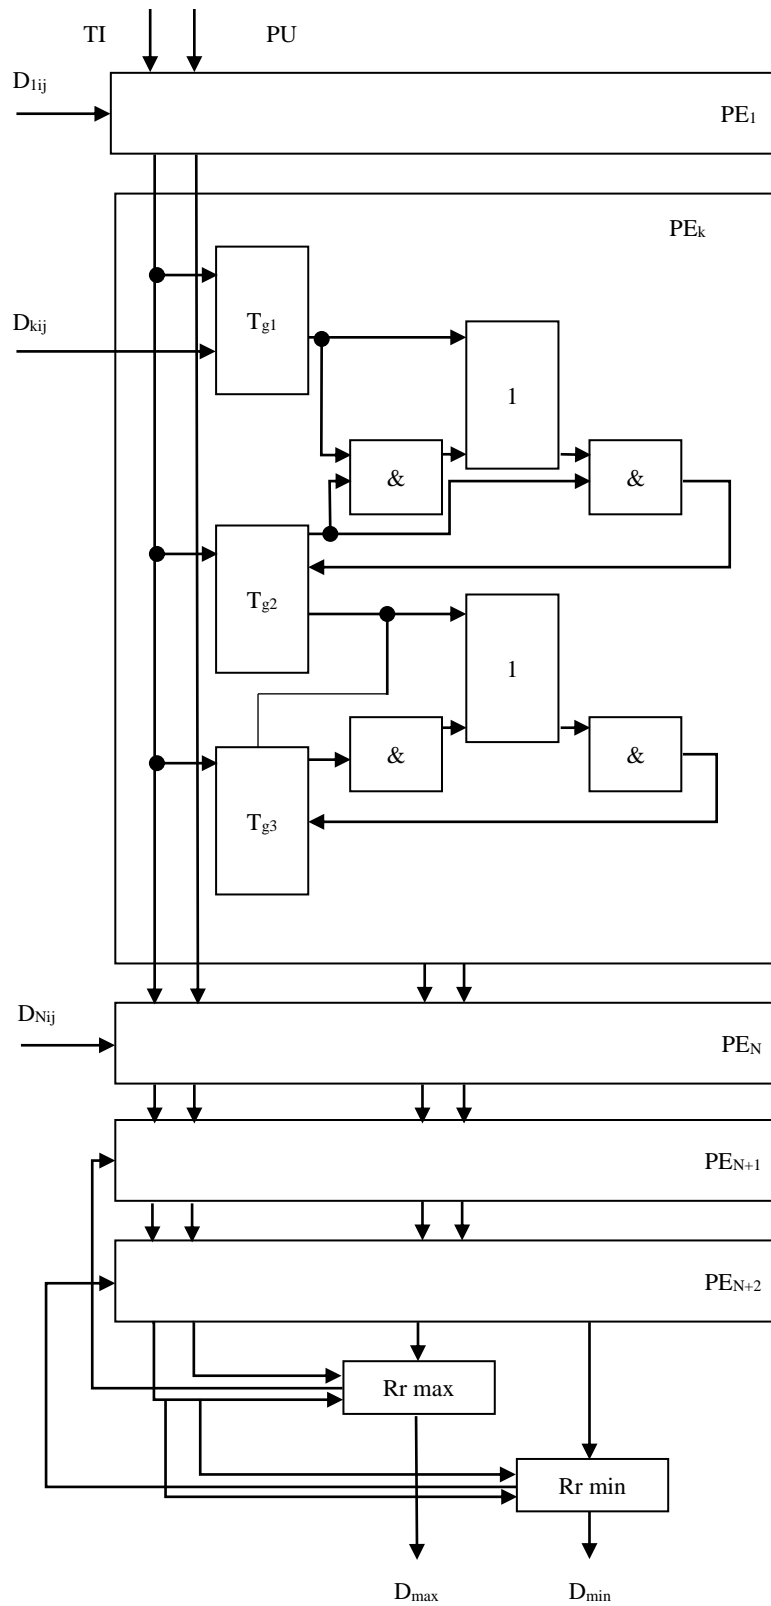 TI PU
D1ij
PE1
PEk
Tg1
Dkij
1
&
&
Tg2
1
&
&
Tg3
DNij
PEN
PEN+1
PEN+2
Rr max
Rr min
Dmax
Dmin